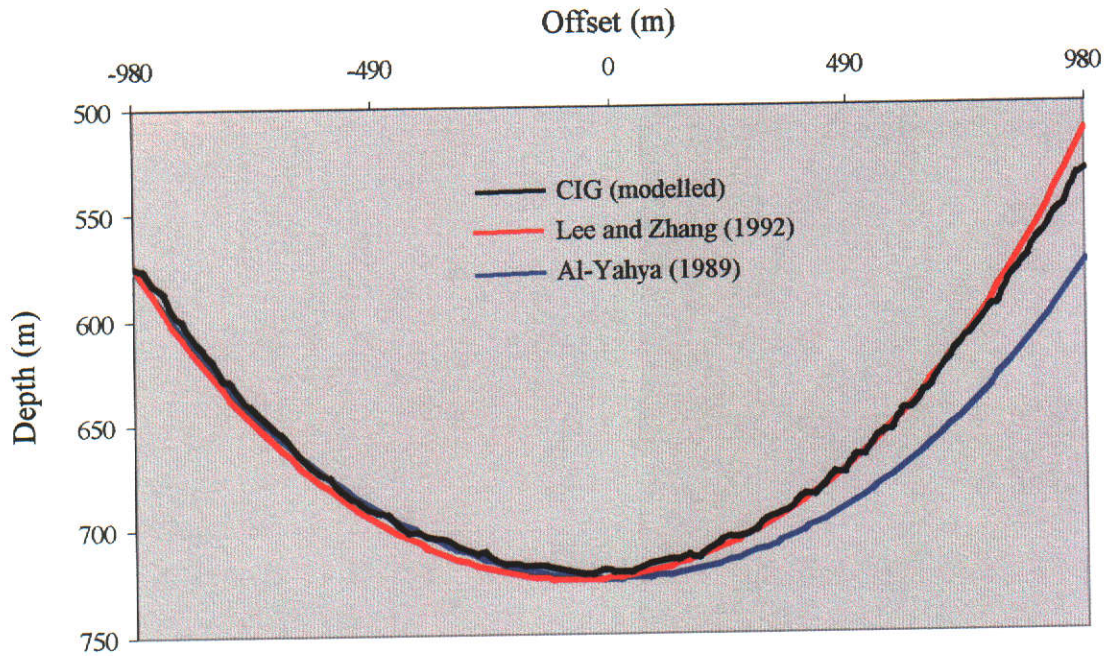 Offset (m)
-980 -490 0 490 980
500
CIG (modelled)
550
Lee and Zhang (1992)
Al-Yahya (1989)
600
Depth (m)
650
700
750